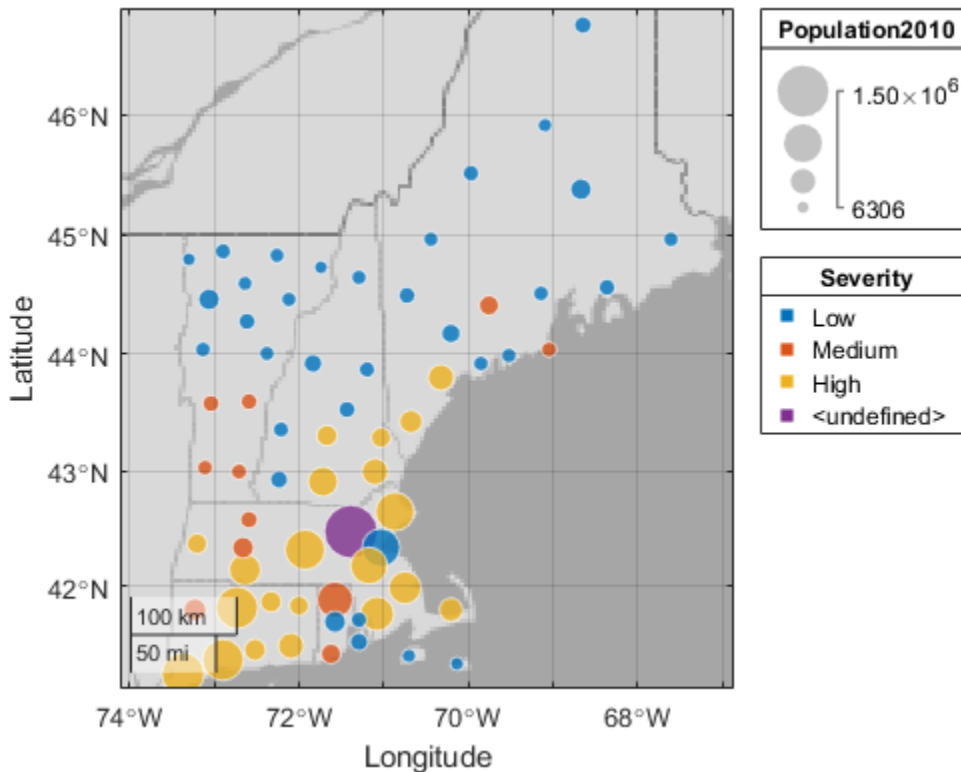 Population2010
1.50×10⁶
6306
Severity
Low
Medium
High
<undefined>
Latitude
46°N
45°N
44°N
43°N
42°N
100 km
50 mi
74°W
72°W
70°W
68°W
Longitude